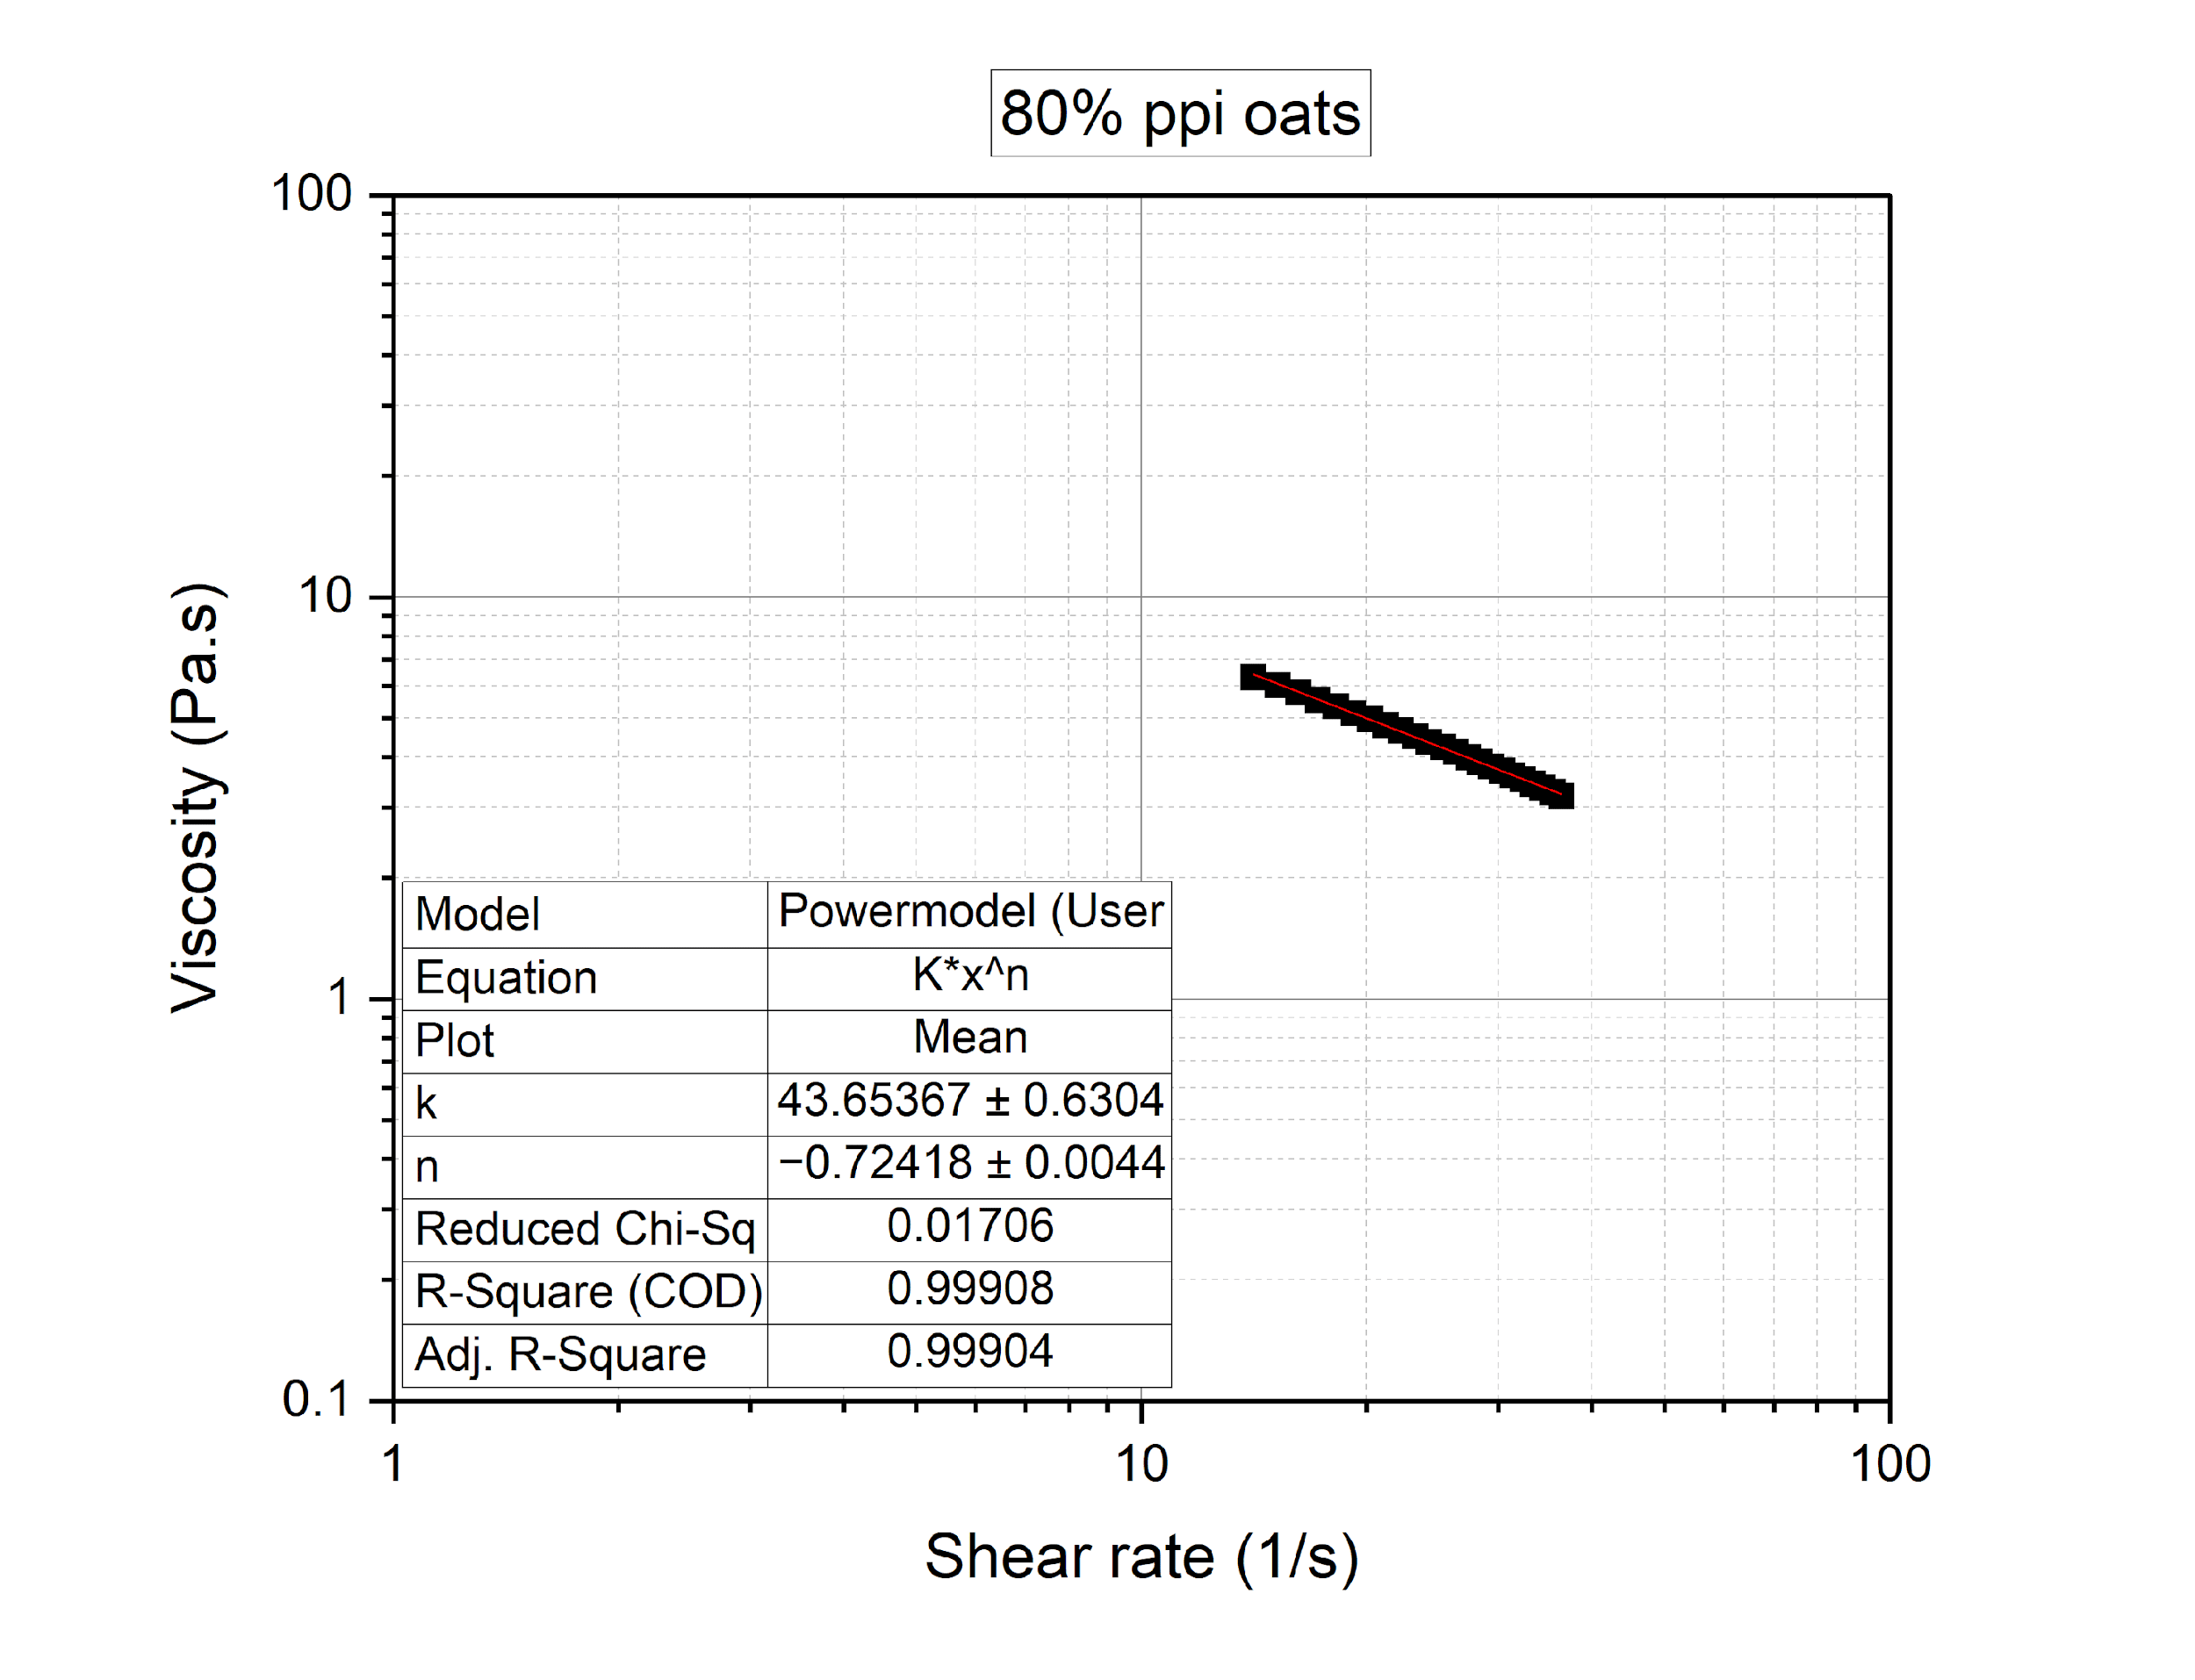 80% ppi oats
100
10
1
0.1
Viscosity (Pa.s)
Model Powermodel (User
Equation K*x^n
Plot Mean
k 43.65367 ± 0.6304
n −0.72418 ± 0.0044
Reduced Chi-Sq 0.01706
R-Square (COD) 0.99908
Adj. R-Square 0.99904
1 10 100
Shear rate (1/s)